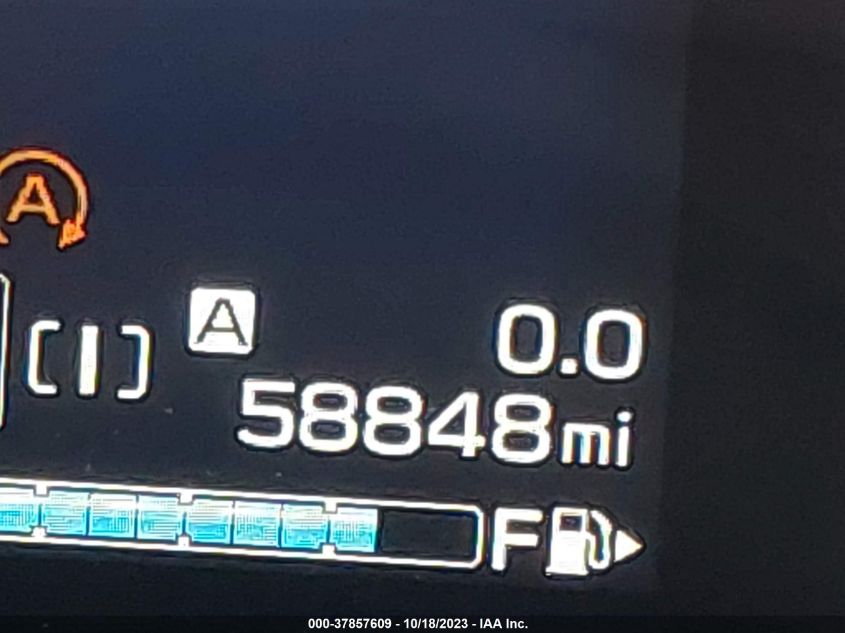 A
[I] A 0.0
58848mi
F
000-37857609 - 10/18/2023 - IAA Inc.